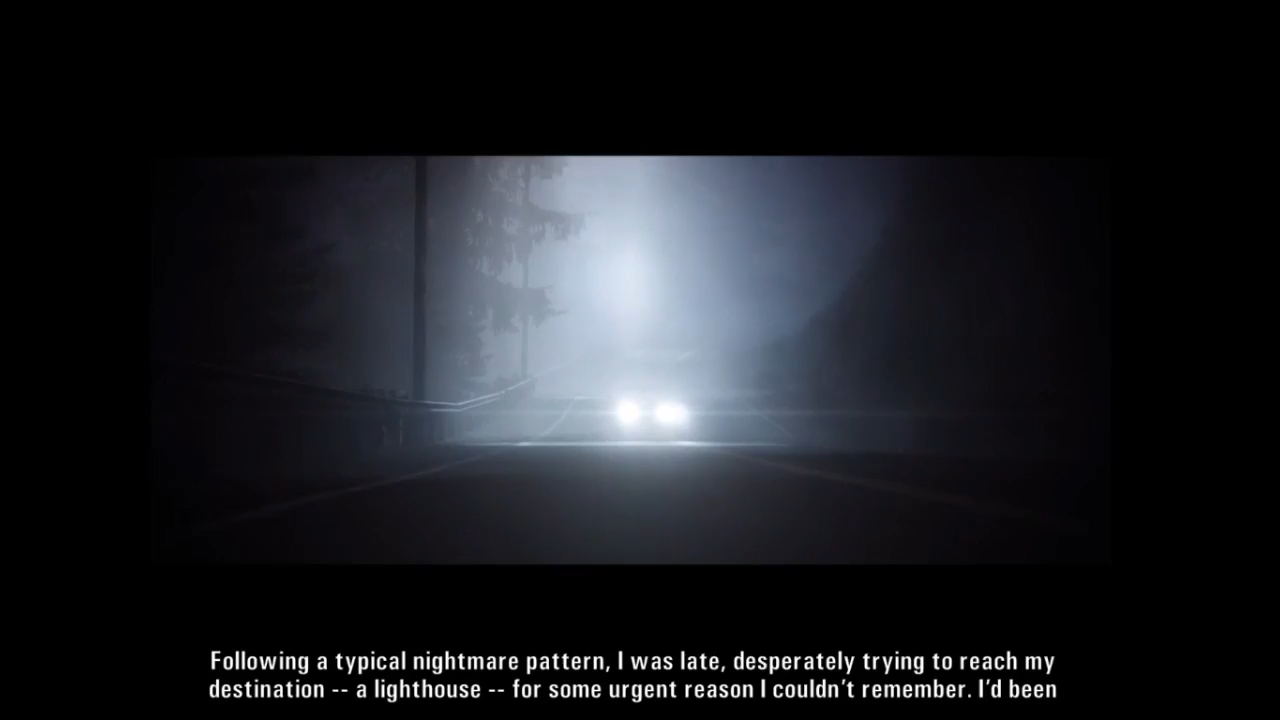 Following a typical nightmare pattern, I was late, desperately trying to reach my
destination -- a lighthouse -- for some urgent reason I couldn't remember. I'd been